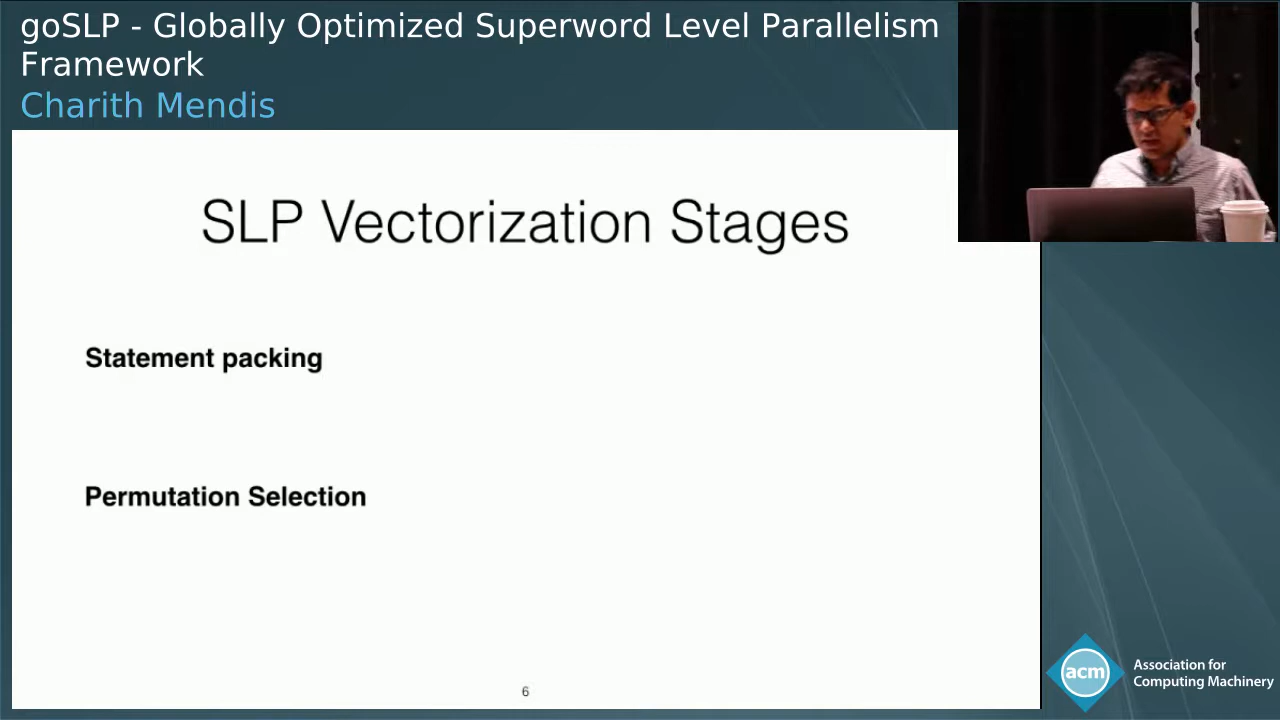 goSLP - Globally Optimized Superword Level Parallelism
Framework
Charith Mendis
SLP Vectorization Stages
Statement packing
Permutation Selection
6
acm
Association for
Computing Machinery